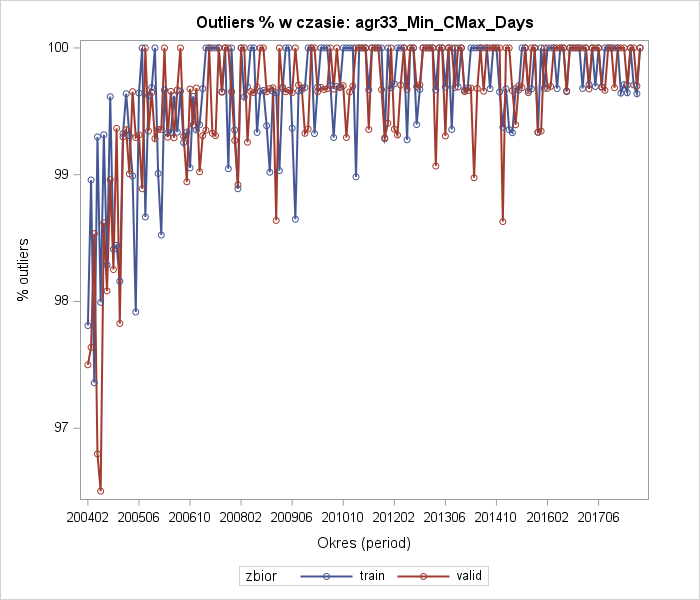 Outliers % w czasie: agr33_Min_CMax_Days
100
99
98
97
% outliers
200402 200506 200610 200802 200906 201010 201202 201306 201410 201602 201706
Okres (period)
zbior train valid